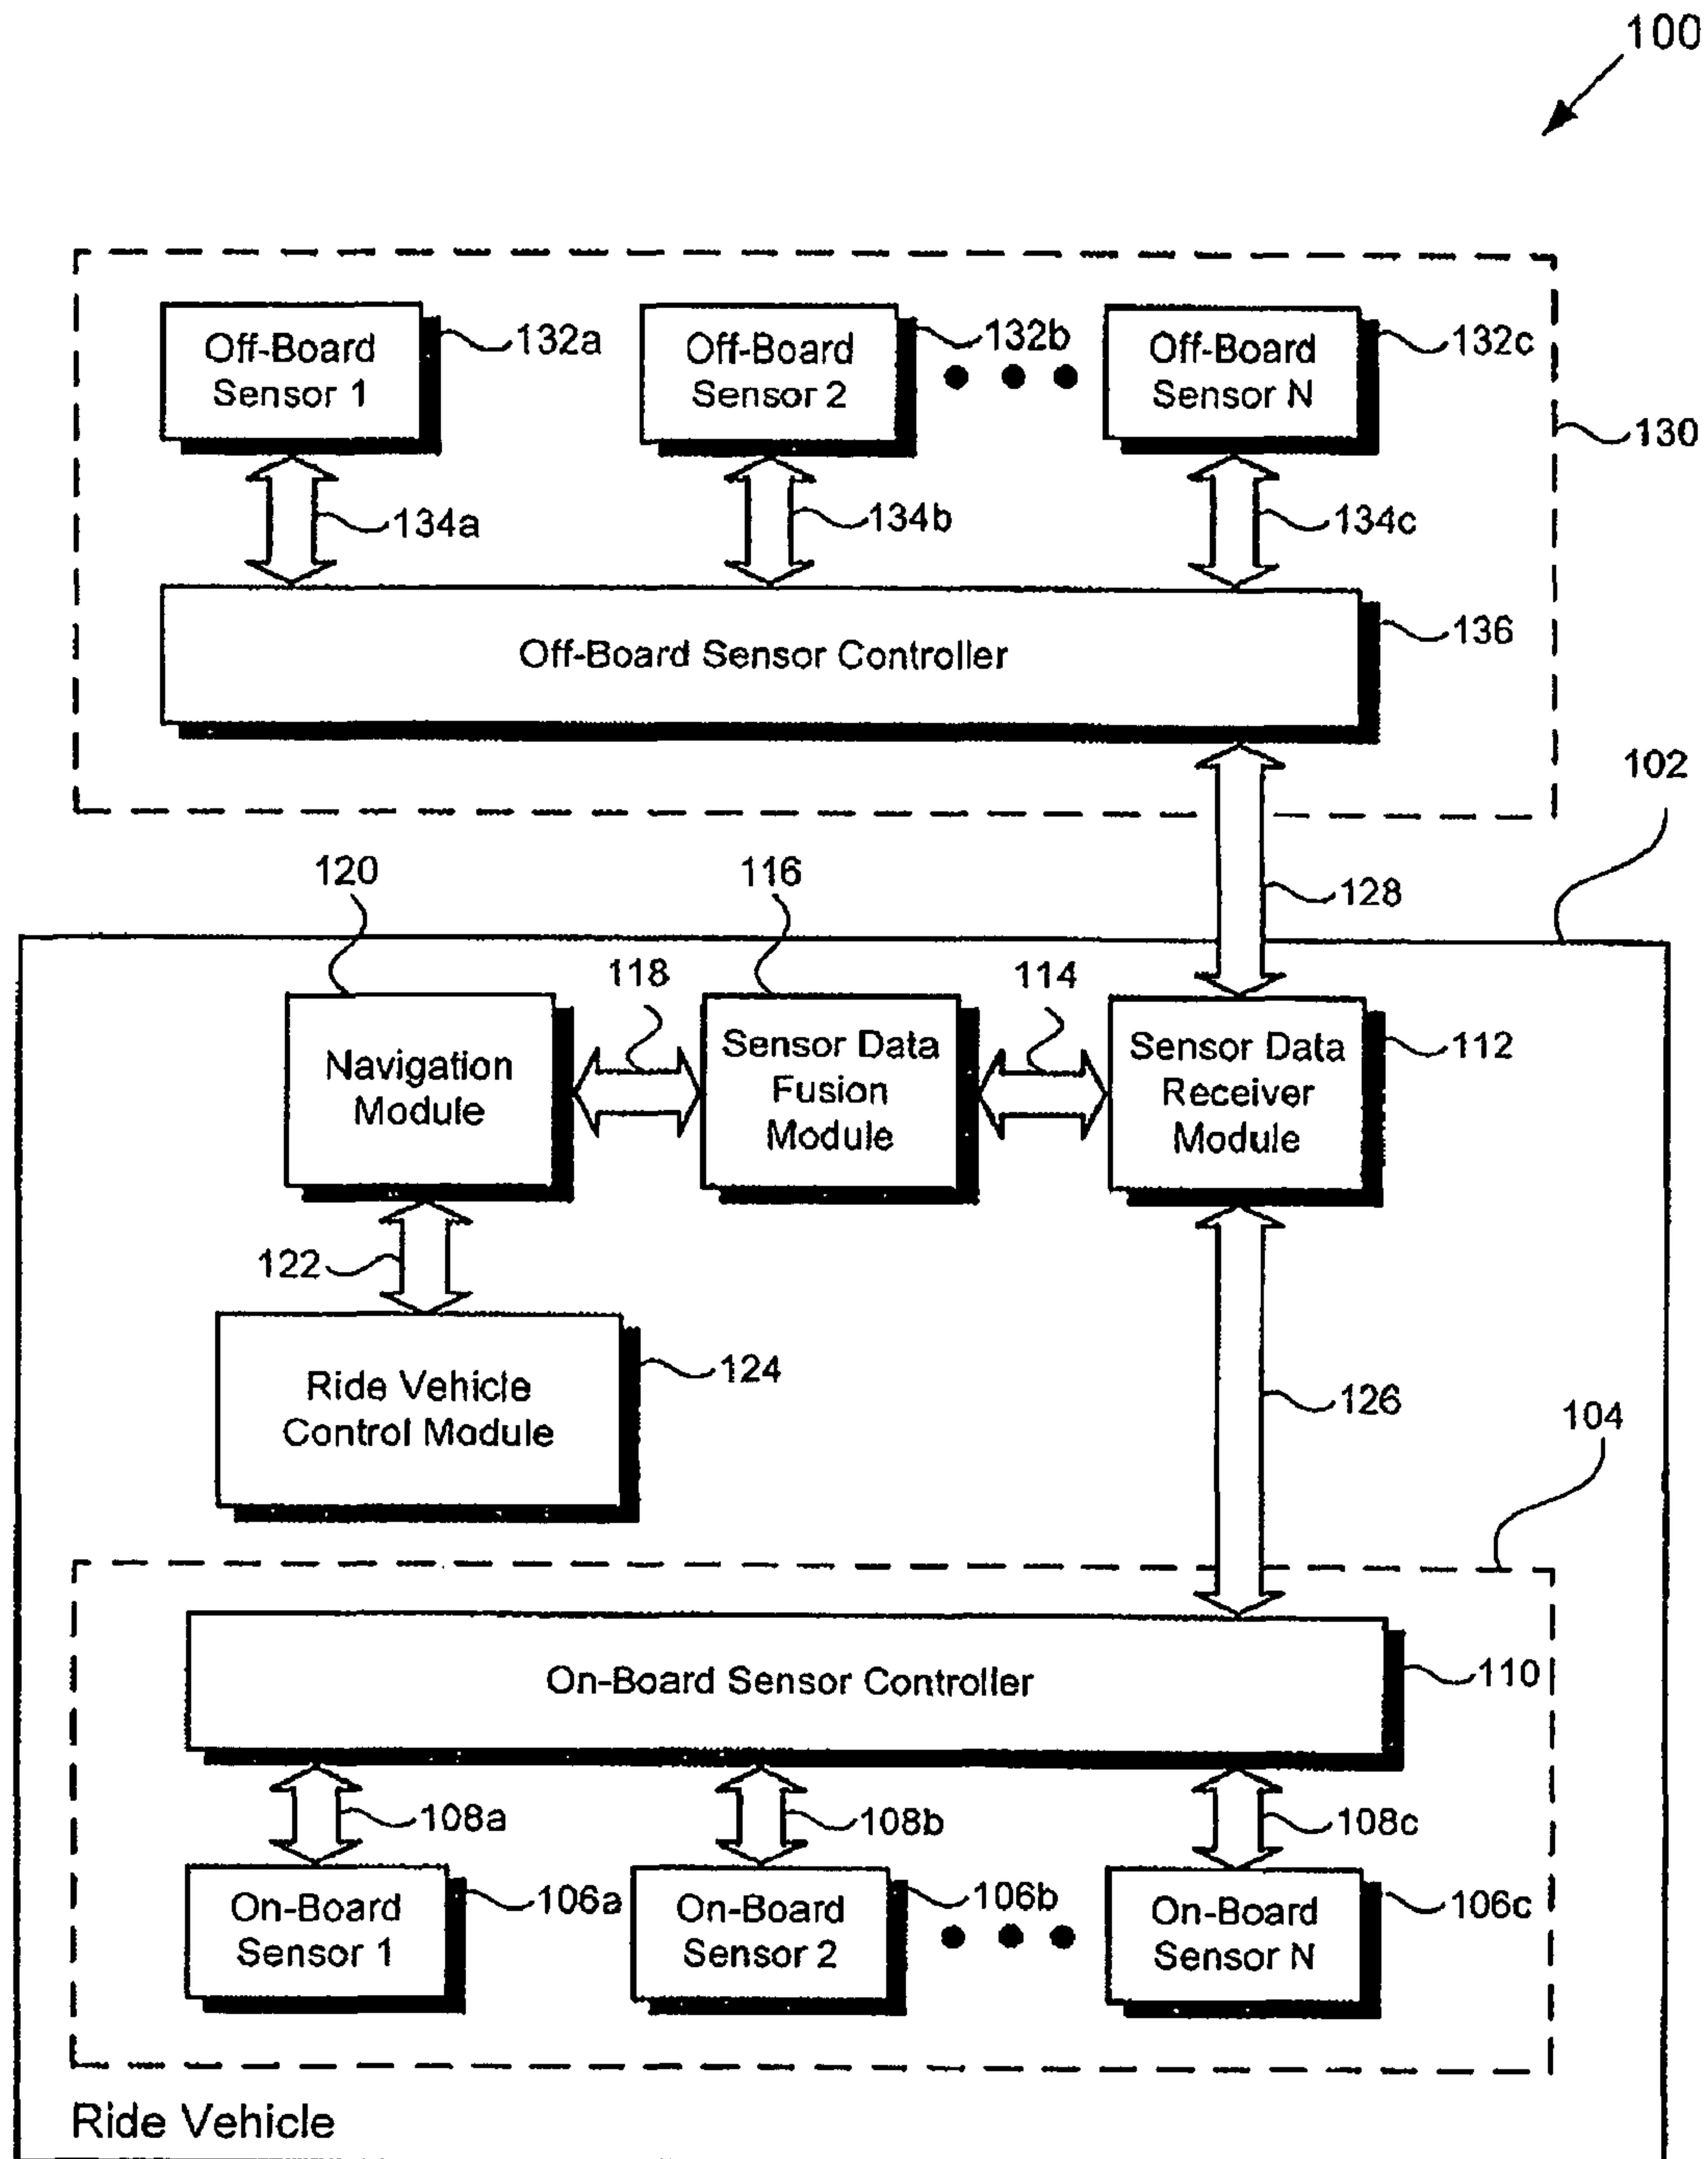 100
Off-Board
Sensor 1
132a
Off-Board
Sensor 2
132b
Off-Board
Sensor N
132c
130
134a
134b
134c
Off-Board Sensor Controller
136
102
128
120
116
118
114
Navigation
Module
Sensor Data
Fusion
Module
Sensor Data
Receiver
Module
112
122
Ride Vehicle
Control Module
124
126
104
On-Board Sensor Controller
110
108a
108b
108c
On-Board
Sensor 1
106a
On-Board
Sensor 2
106b
On-Board
Sensor N
106c
Ride Vehicle